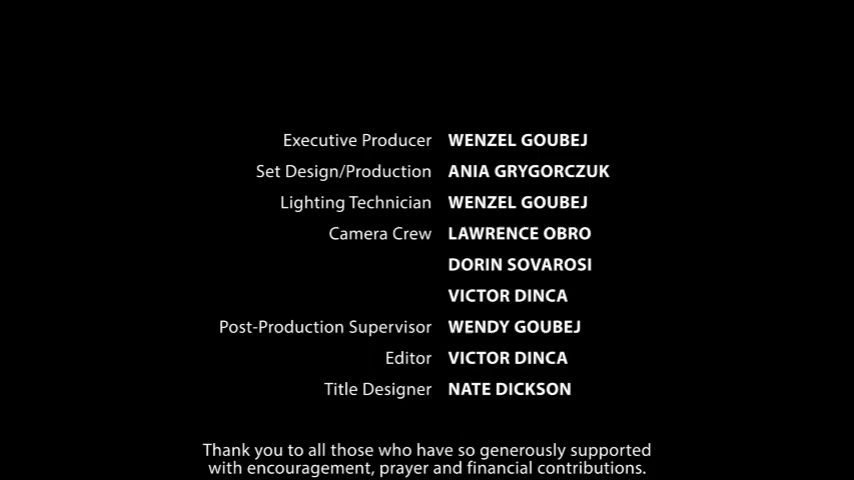 Executive Producer WENZEL GOUBEJ
Set Design/Production ANIA GRYGORCZUK
Lighting Technician WENZEL GOUBEJ
Camera Crew LAWRENCE OBRO
DORIN SOVAROSI
VICTOR DINCA
Post-Production Supervisor WENDY GOUBEJ
Editor VICTOR DINCA
Title Designer NATE DICKSON
Thank you to all those who have so generously supported
with encouragement, prayer and financial contributions.